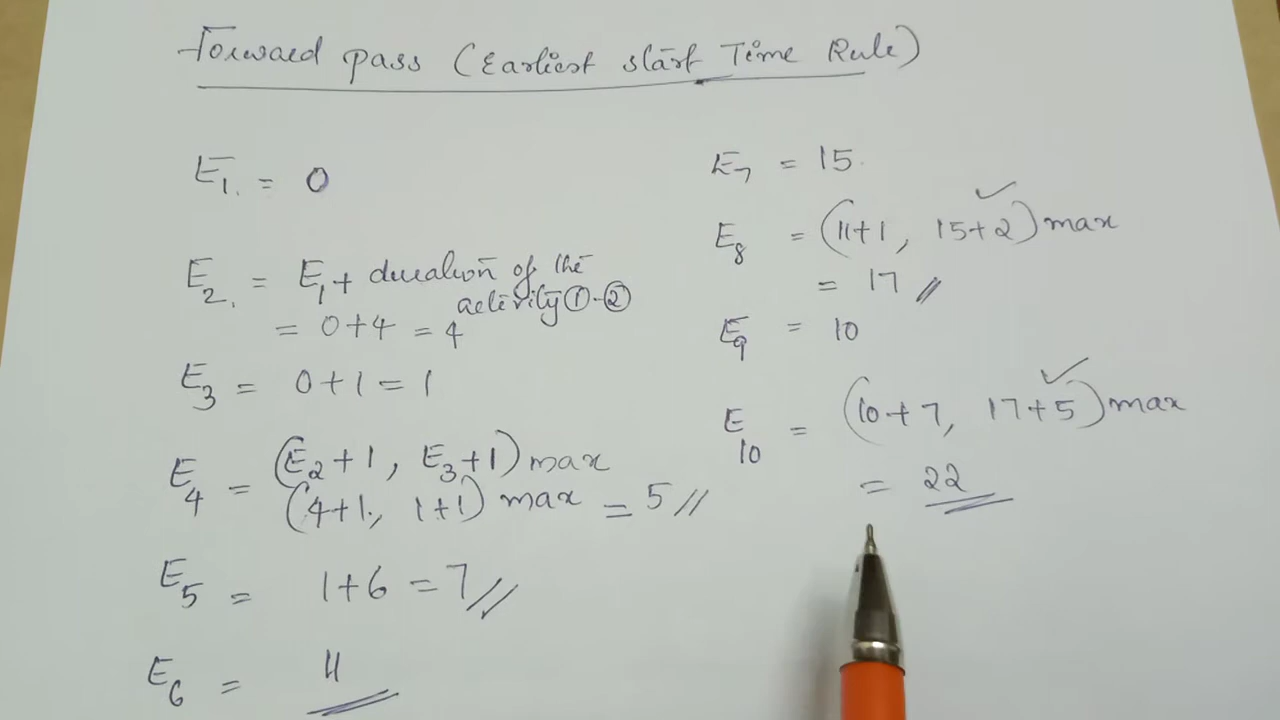 Forward pass (Earliest start Time Rule)
E1. = 0
E2. = E1 + duration of the
activity ①-②
= 0+4 = 4
E3 = 0+1 = 1
E4 = (E2+1, E3+1) max
(4+1, 1+1) max = 5 //
E5 = 1+6 = 7 //
E6 = 11
E7 = 15.
E8 = (11+1, 15+2) max
= 17 //
E9 = 10
E10 = (10+7, 17+5) max
= 22